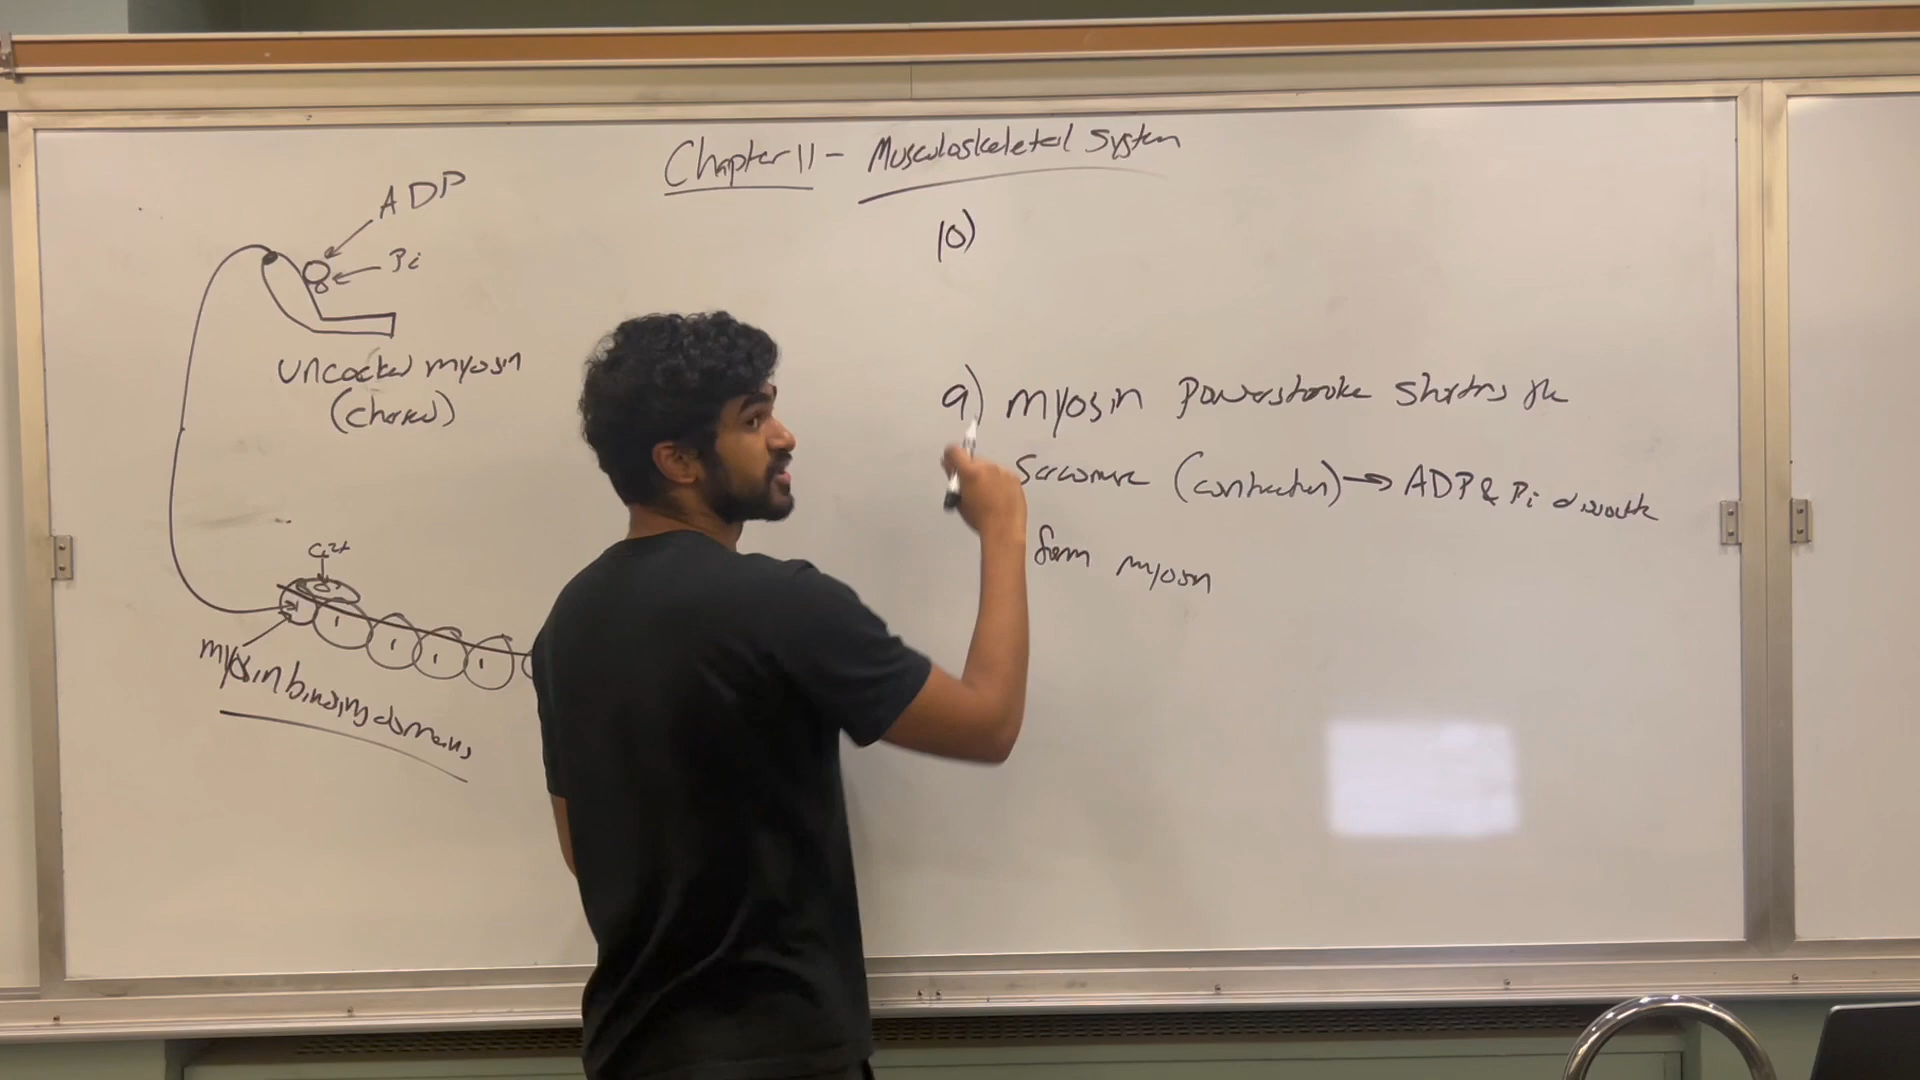 Chapter 11 - Musculoskeletal System
ADP
Pi
uncocked myosin
(charged)
Ca2+
myosin binding domains
10)
9) myosin Powerstroke shortens the
sarcomere (contraction) → ADP & Pi dissociate
from myosin